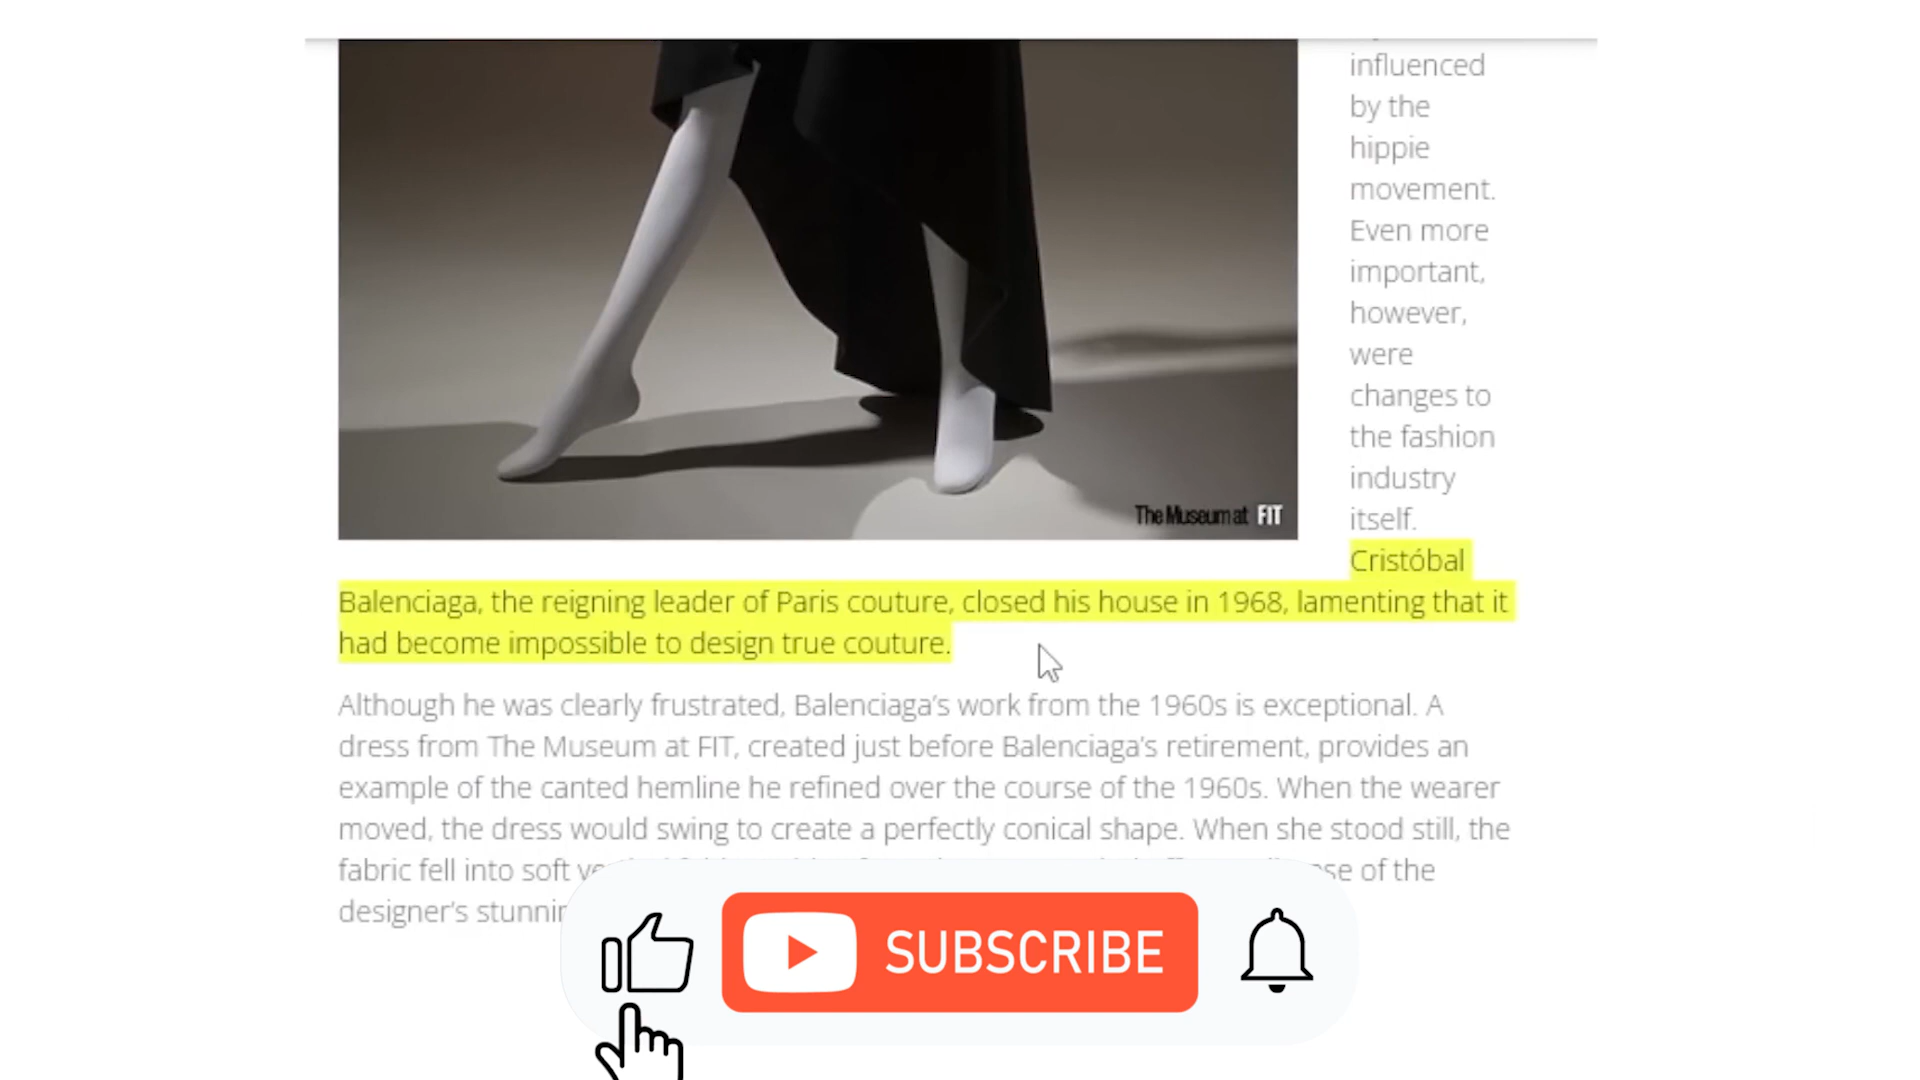 influenced
by the
hippie
movement.
Even more
important,
however,
were
changes to
the fashion
industry
itself.
The Museum at FIT
Cristóbal
Balenciaga, the reigning leader of Paris couture, closed his house in 1968, lamenting that it
had become impossible to design true couture.
Although he was clearly frustrated, Balenciaga’s work from the 1960s is exceptional. A
dress from The Museum at FIT, created just before Balenciaga’s retirement, provides an
example of the canted hemline he refined over the course of the 1960s. When the wearer
moved, the dress would swing to create a perfectly conical shape. When she stood still, the
fabric fell into soft of the
designer’s
SUBSCRIBE